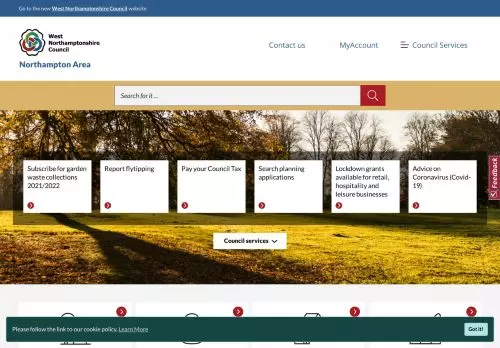 Go to the new West Northamptonshire Council website
West
Northamptonshire
Council
Northampton Area
Contact us
MyAccount
Council Services
Search for it ...
Subscribe for garden
waste collections
2021/2022
Report flytipping
Pay your Council Tax
Search planning
applications
Lockdown grants
available for retail,
hospitality and
leisure businesses
Advice on
Coronavirus (Covid-
19)
Feedback
Council services
Please follow the link to our cookie policy. Learn More
Got it!